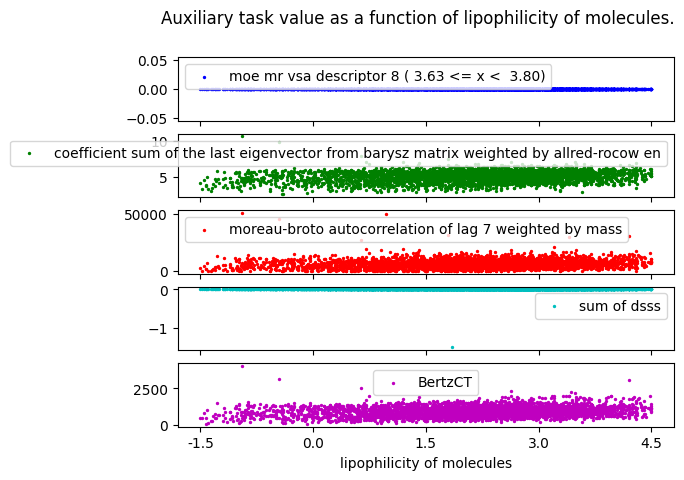 Auxiliary task value as a function of lipophilicity of molecules.
0.05
0.00
−0.05
moe mr vsa descriptor 8 ( 3.63 <= x <  3.80)
10
5
coefficient sum of the last eigenvector from barysz matrix weighted by allred-rocow en
50000
0
moreau-broto autocorrelation of lag 7 weighted by mass
0
−1
sum of dsss
2500
0
BertzCT
-1.5 0.0 1.5 3.0 4.5
lipophilicity of molecules